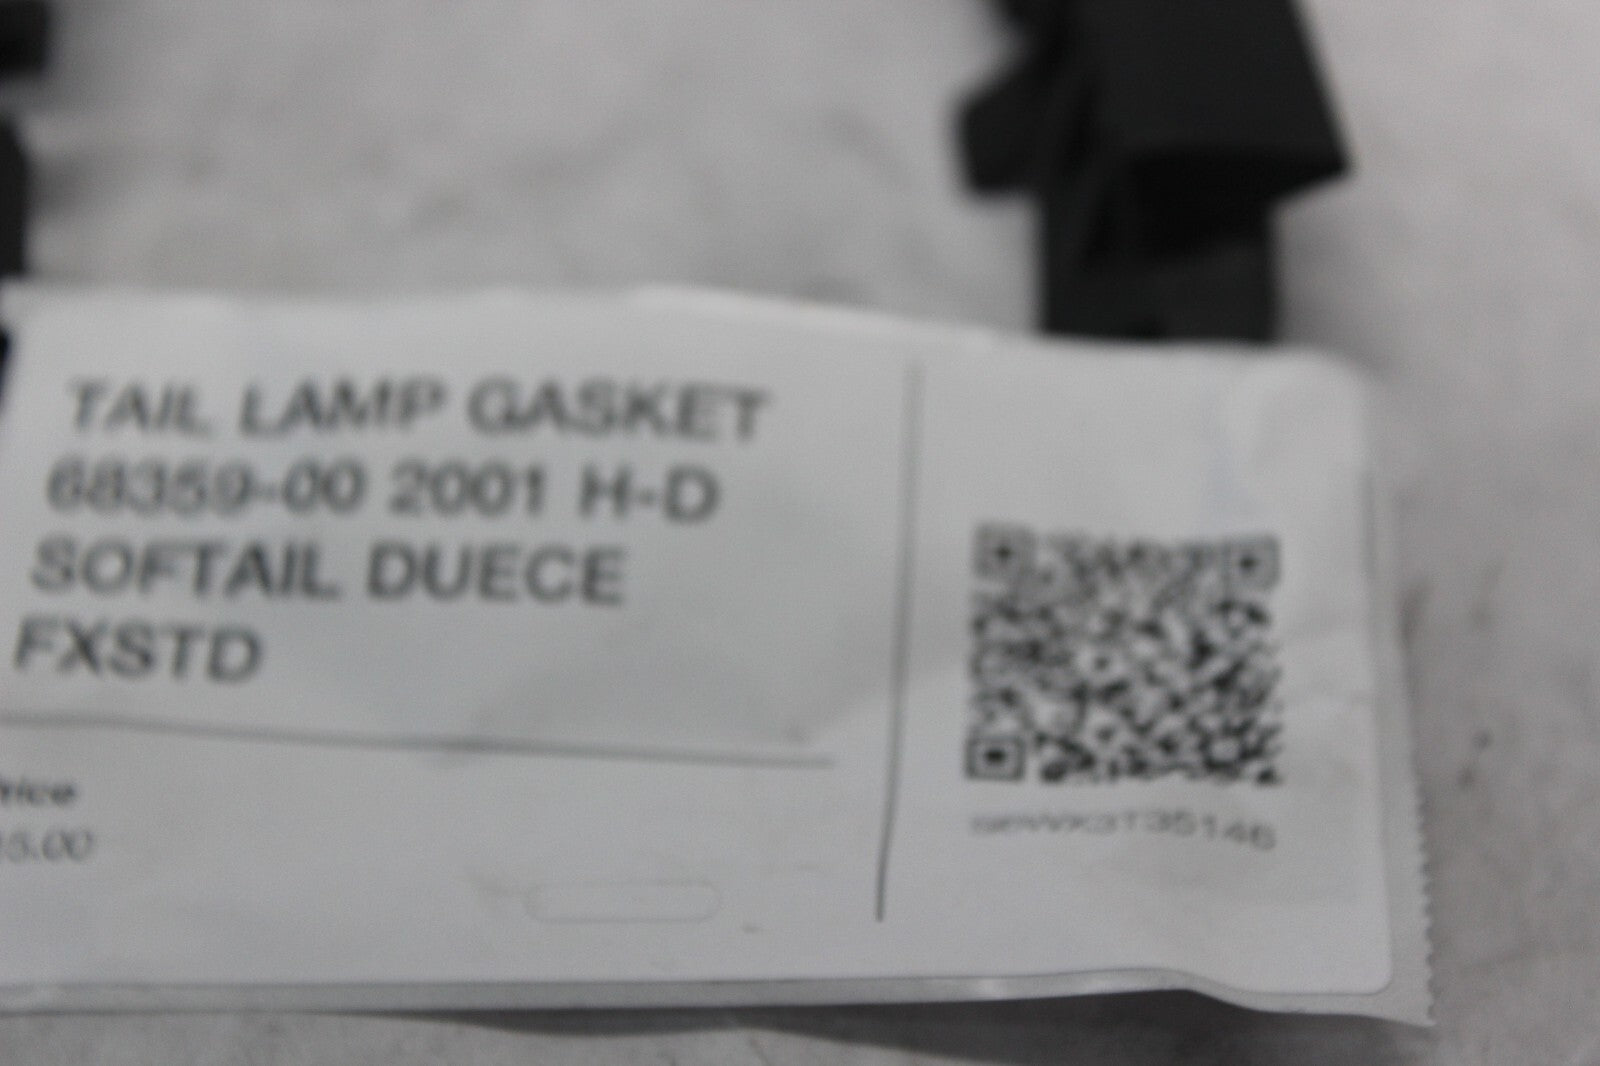 TAIL LAMP GASKET
68359-00 2001 H-D
SOFTAIL DUECE
FXSTD